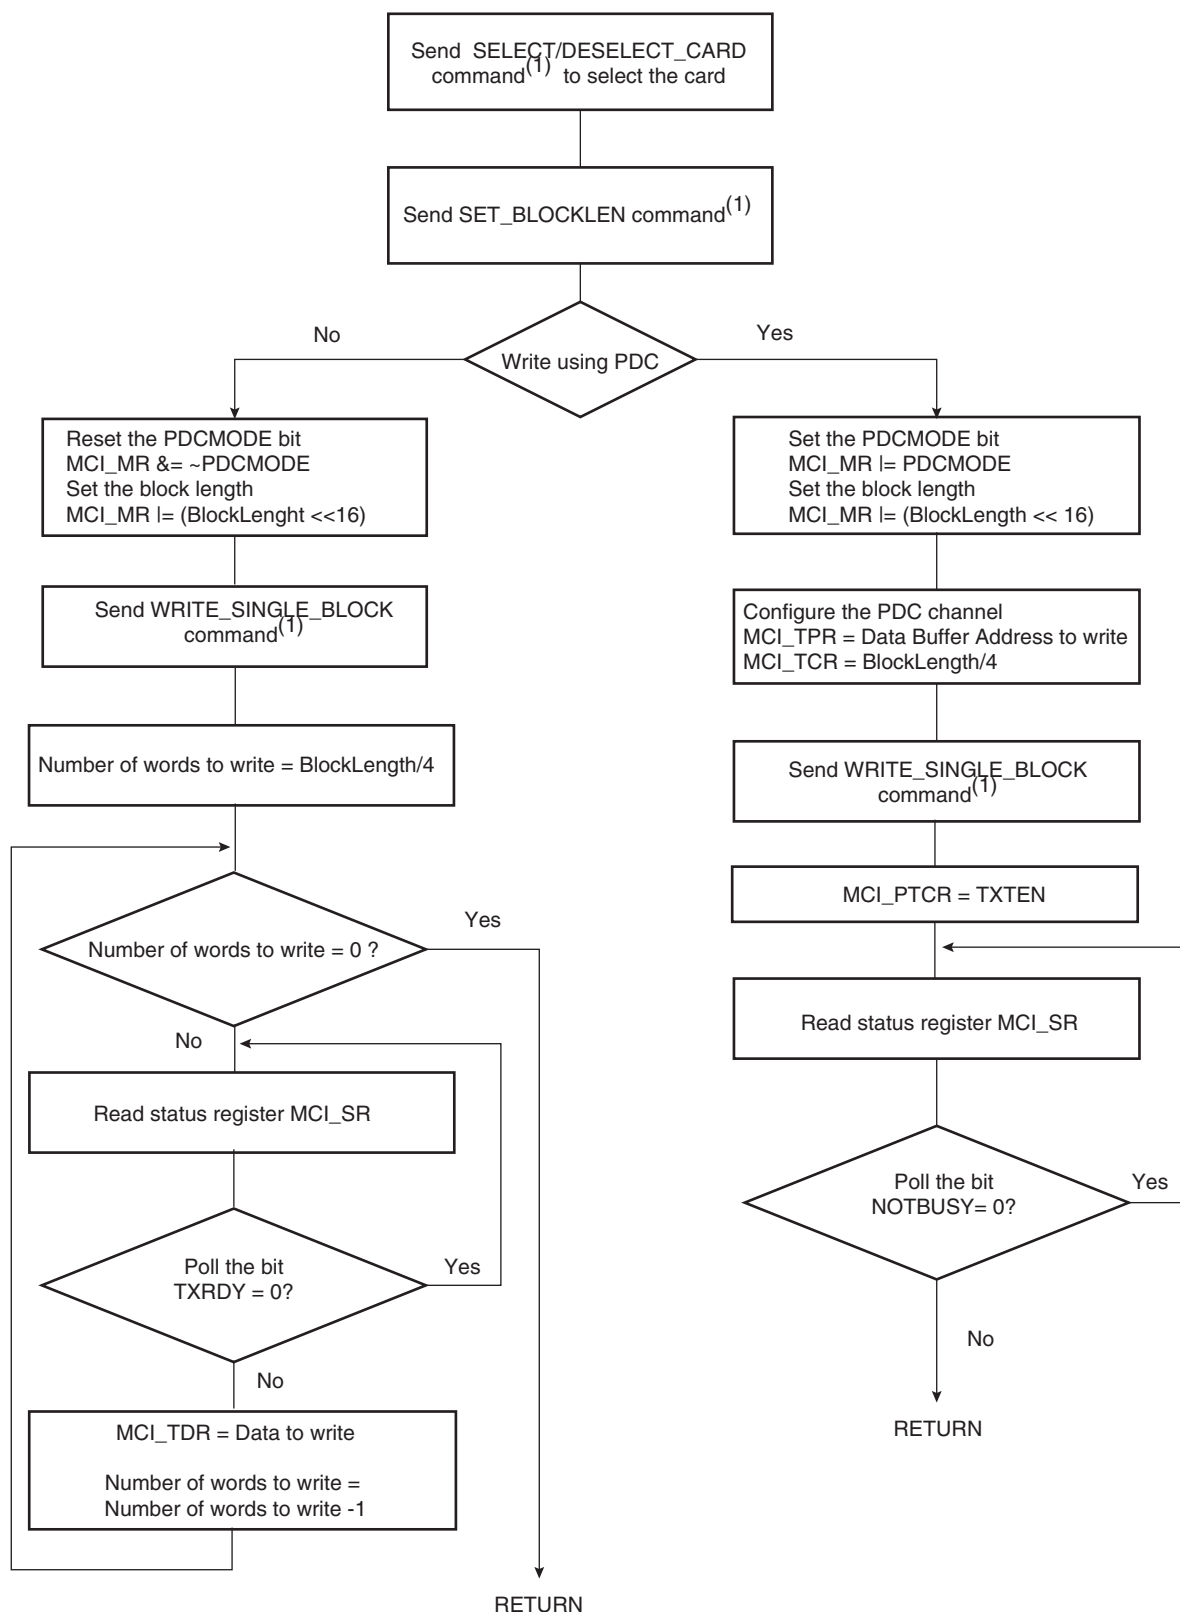 Send SELECT/DESELECT_CARD
command(1) to select the card
Send SET_BLOCKLEN command(1)
Write using PDC
No
Yes
Reset the PDCMODE bit
MCI_MR &= ~PDCMODE
Set the block length
MCI_MR |= (BlockLenght <<16)
Send WRITE_SINGLE_BLOCK
command(1)
Number of words to write = BlockLength/4
Number of words to write = 0 ?
Yes
No
Read status register MCI_SR
Poll the bit
TXRDY = 0?
Yes
No
MCI_TDR = Data to write
Number of words to write =
Number of words to write -1
RETURN
Set the PDCMODE bit
MCI_MR |= PDCMODE
Set the block length
MCI_MR |= (BlockLength << 16)
Configure the PDC channel
MCI_TPR = Data Buffer Address to write
MCI_TCR = BlockLength/4
Send WRITE_SINGLE_BLOCK
command(1)
MCI_PTCR = TXTEN
Read status register MCI_SR
Poll the bit
NOTBUSY= 0?
Yes
No
RETURN